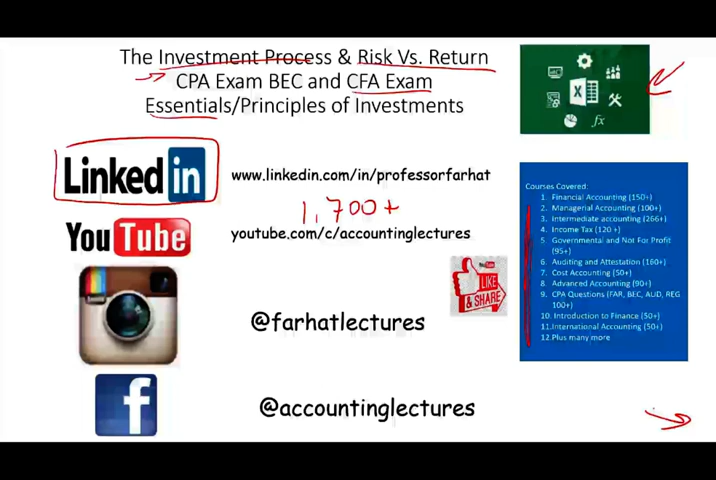 The Investment Process & Risk Vs. Return
CPA Exam BEC and CFA Exam
Essentials/Principles of Investments
Linked in
www.linkedin.com/in/professorfarhat
1,700+
YouTube
youtube.com/c/accountinglectures
@farhatlectures
@accountinglectures
X
fx
YouTube
LIKE
& SHARE
f
Courses Covered:
1. Financial Accounting (150+)
2. Managerial Accounting (100+)
3. Intermediate accounting (266+)
4. Income Tax (120 +)
5. Governmental and Not For Profit
(95+)
6. Auditing and Attestation (160+)
7. Cost Accounting (50+)
8. Advanced Accounting (90+)
9. CPA Questions (FAR, BEC, AUD, REG
100+)
10. Introduction to Finance (50+)
11.International Accounting (50+)
12.Plus many more